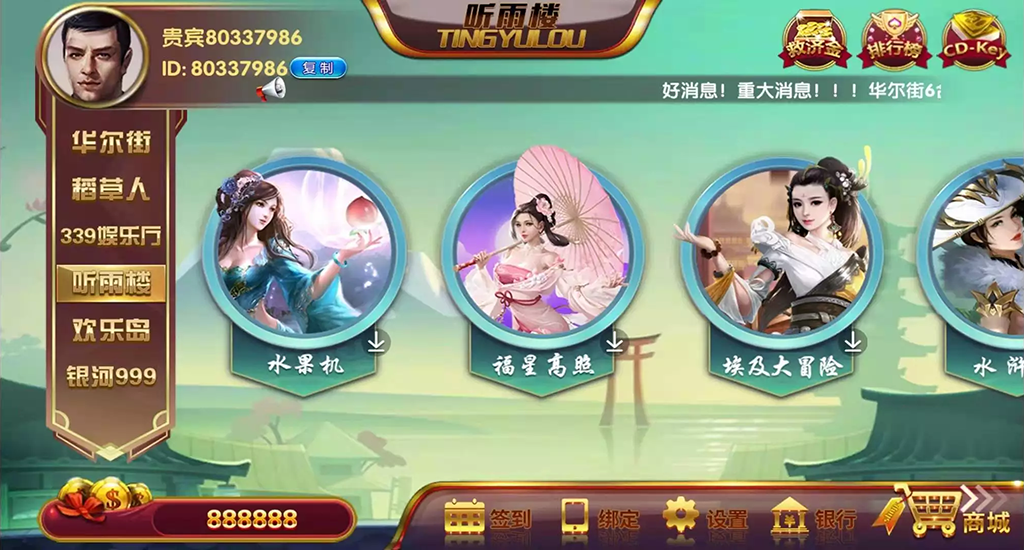 听雨楼
TINGYULOU
贵宾80337986
ID: 80337986 复制
救济金
排行榜
CD-Key
好消息！重大消息！！！华尔街6
华尔街
稻草人
339娱乐厅
听雨楼
欢乐岛
银河999
水果机
福星高照
埃及大冒险
水浒
888888
签到
绑定
设置
银行
商城